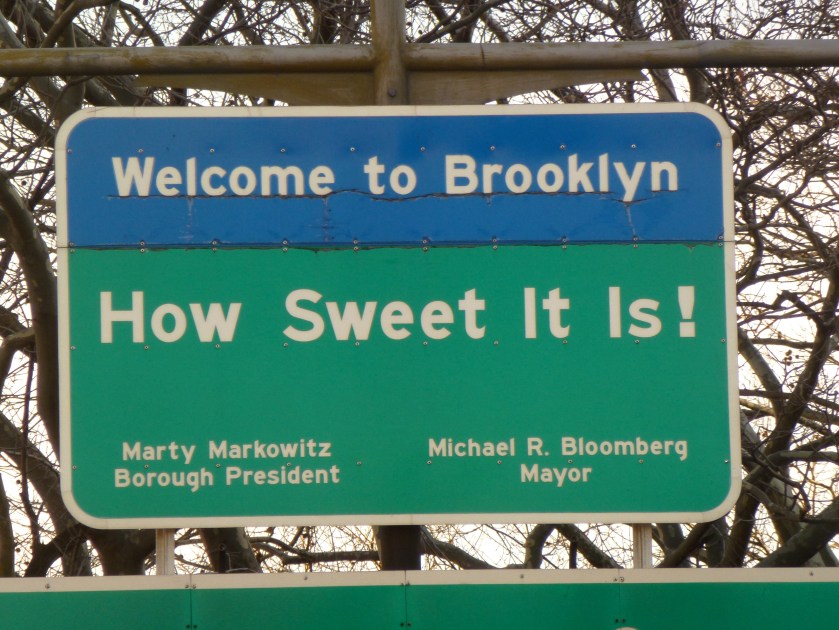 Welcome to Brooklyn
How Sweet It Is!
Marty Markowitz
Borough President
Michael R. Bloomberg
Mayor